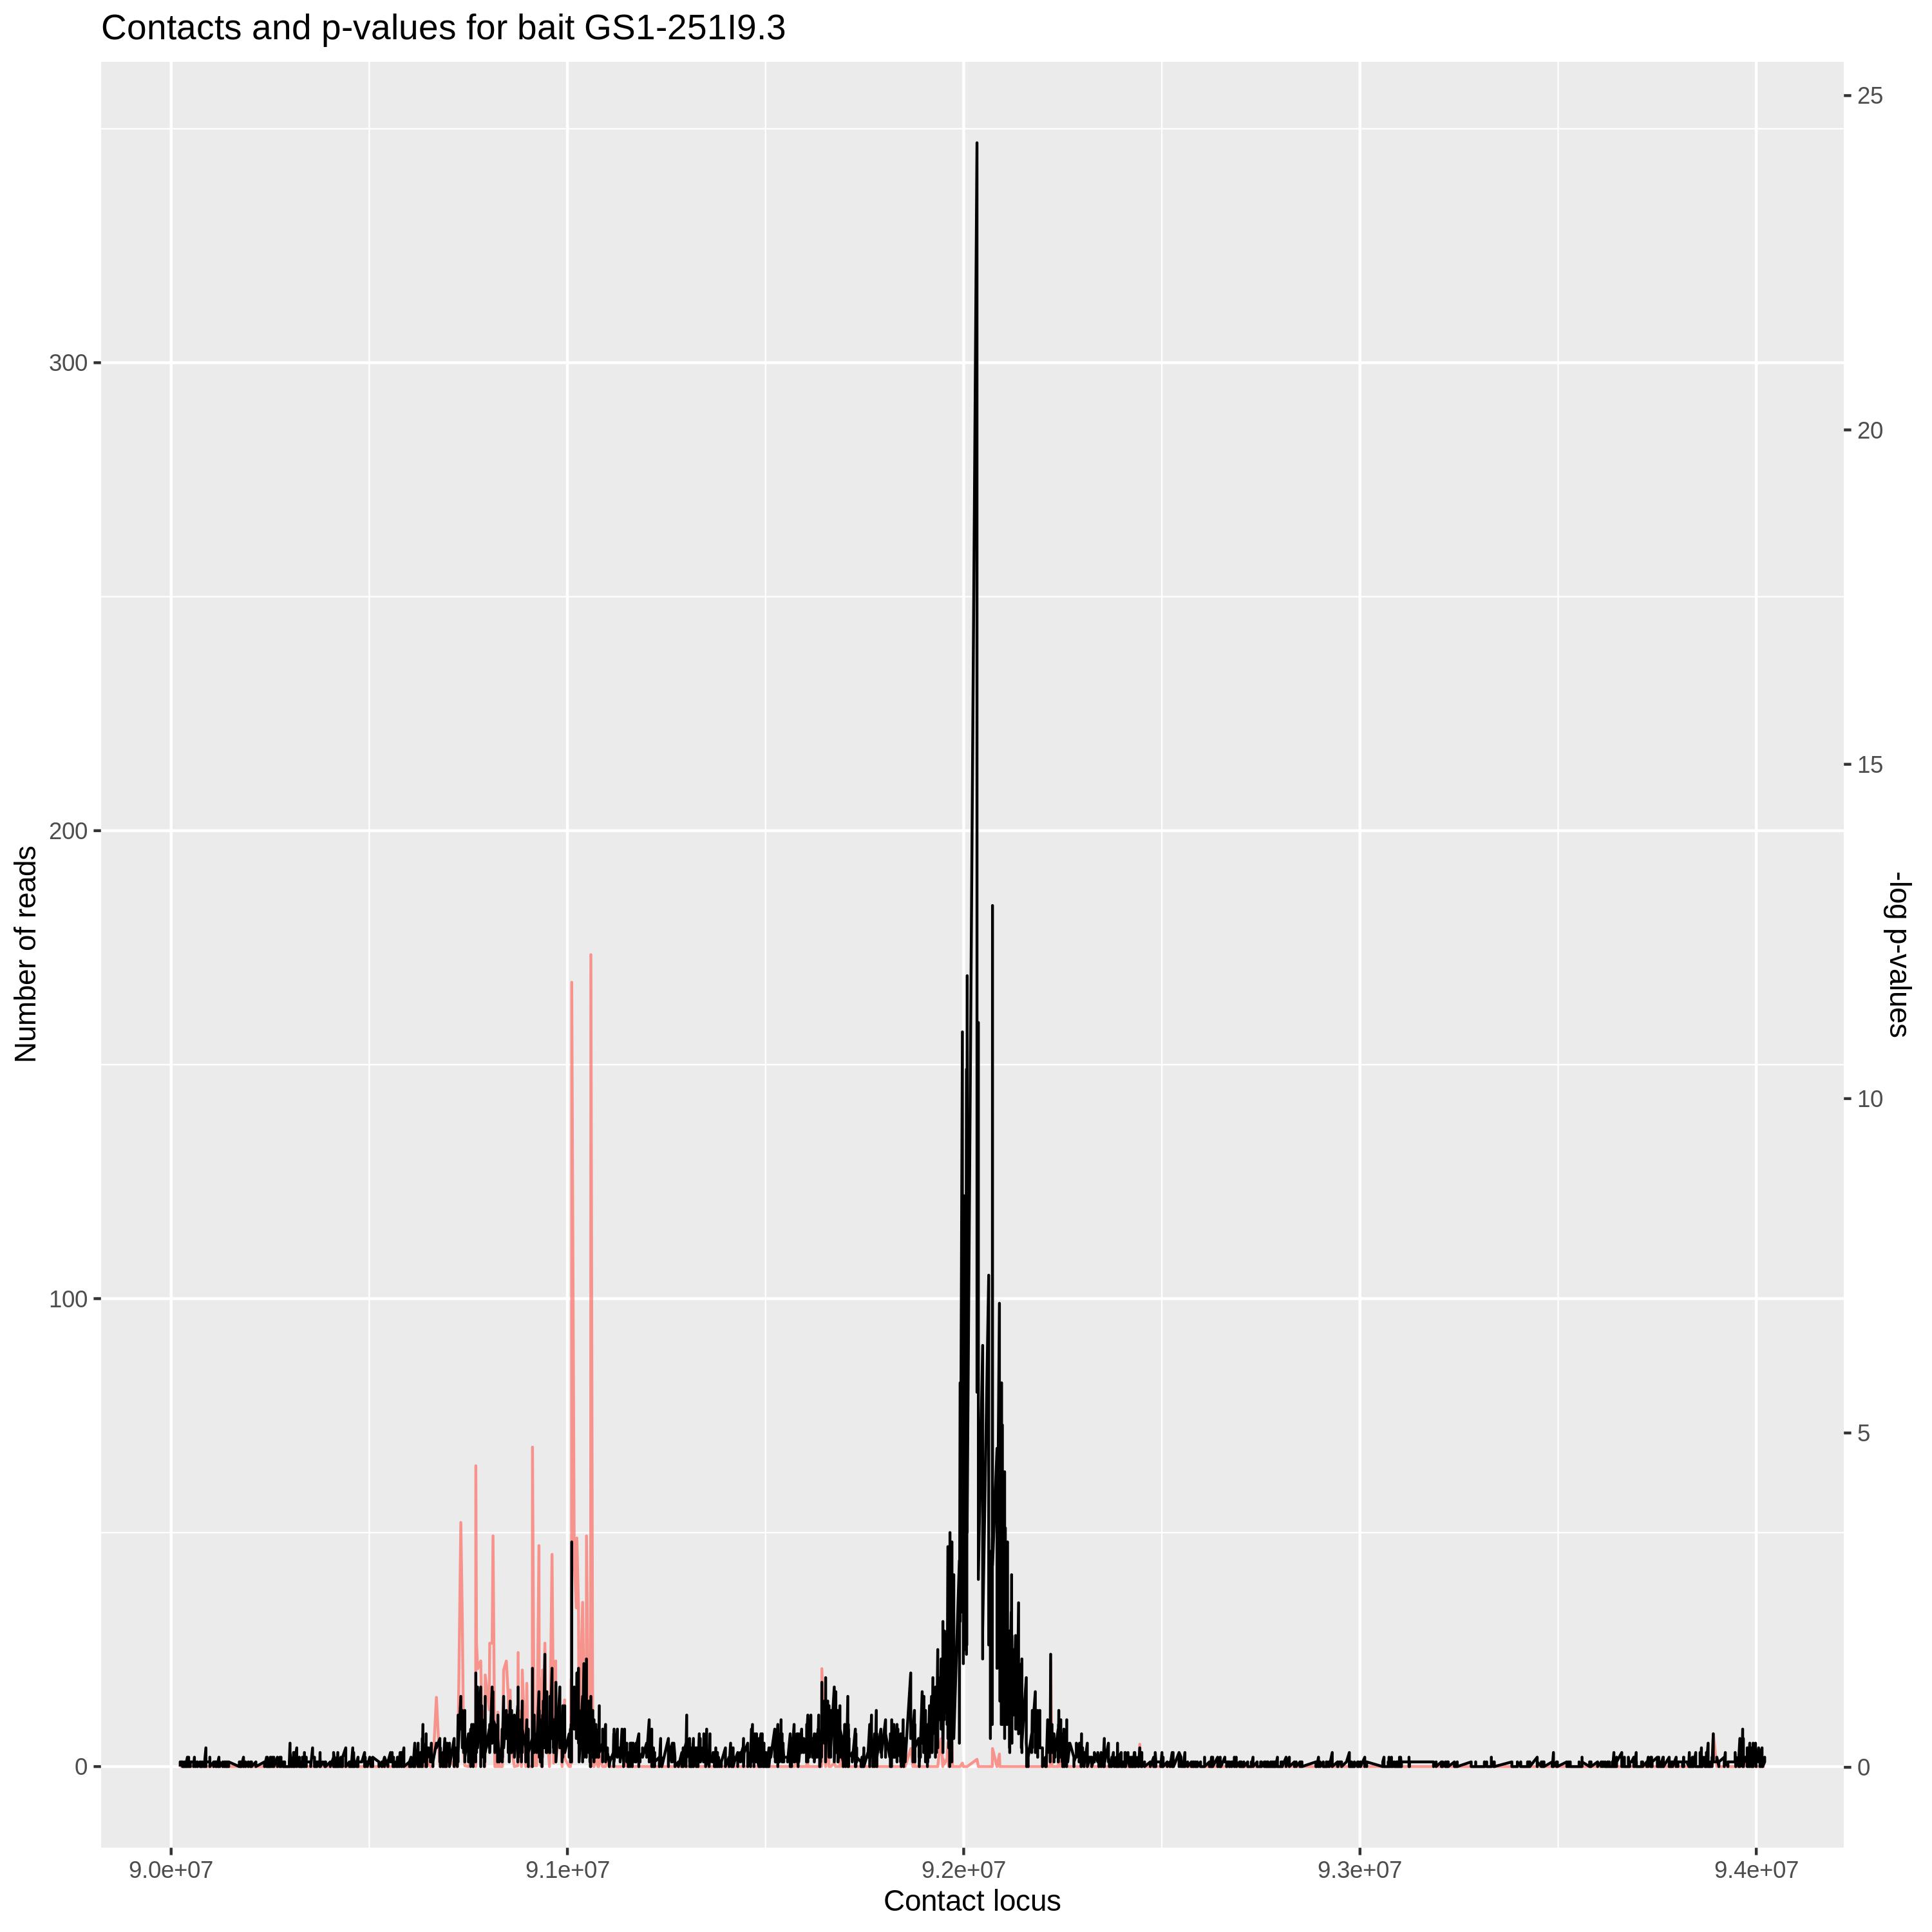 Contacts and p-values for bait GS1-251I9.3
Number of reads
300
200
100
0
25
20
15
10
5
0
-log p-values
9.0e+07 9.1e+07 9.2e+07 9.3e+07 9.4e+07
Contact locus